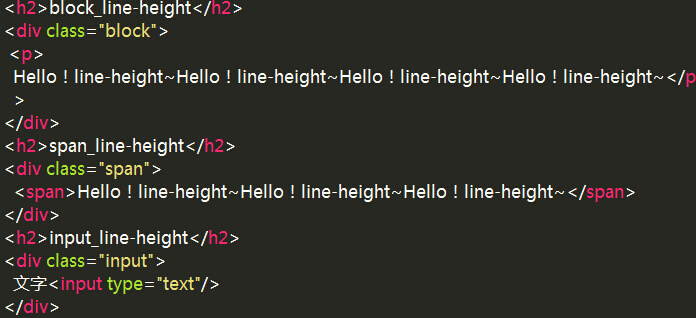 <h2>block_line-height</h2>
<div class="block">
<p>
Hello ! line-height~Hello ! line-height~Hello ! line-height~Hello ! line-height~</p
>
</div>
<h2>span_line-height</h2>
<div class="span">
<span>Hello ! line-height~Hello ! line-height~Hello ! line-height~</span>
</div>
<h2>input_line-height</h2>
<div class="input">
文字<input type="text"/>
</div>